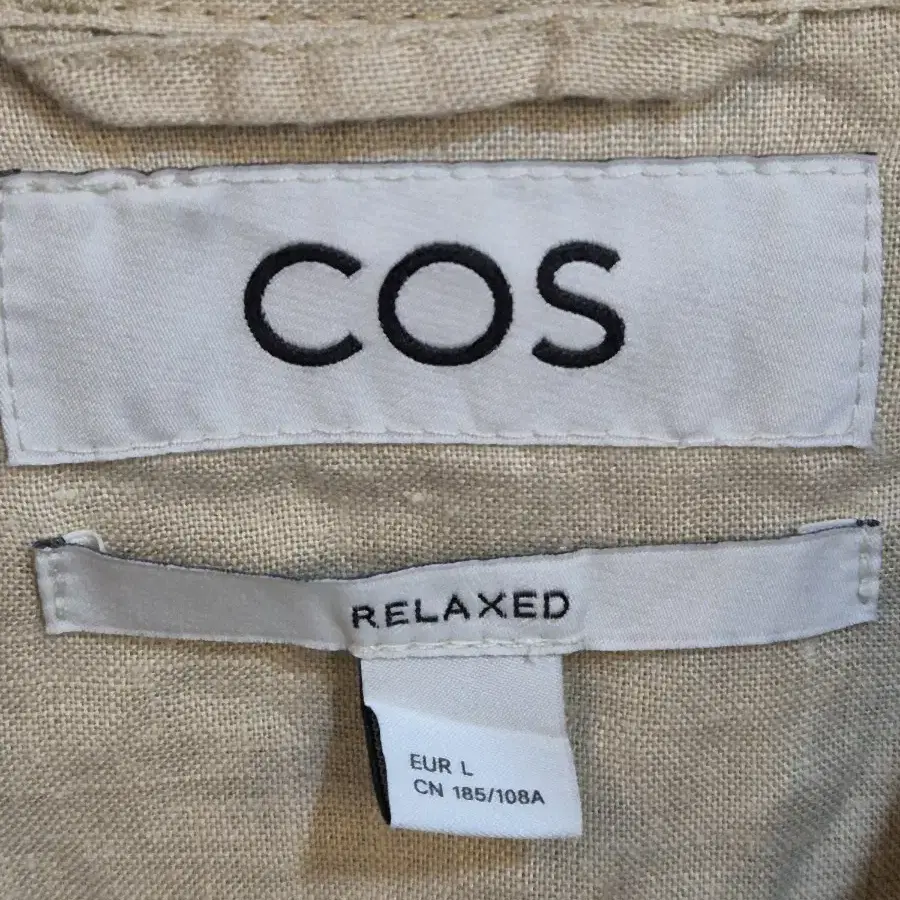 COS
RELAXED
EUR L
CN 185/108A